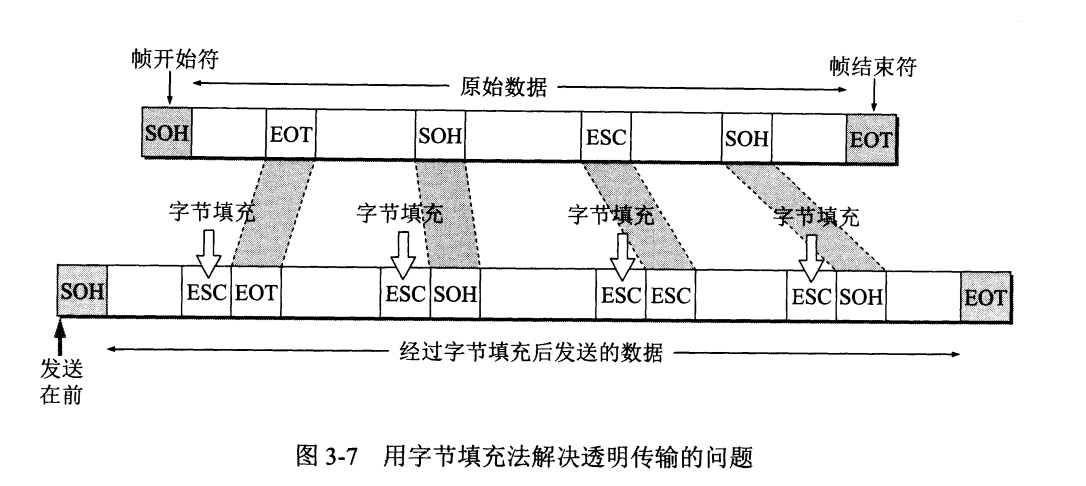 帧开始符
原始数据
帧结束符
SOH EOT SOH ESC SOH EOT
字节填充 字节填充 字节填充 字节填充
SOH ESC EOT ESC SOH ESC ESC ESC SOH EOT
经过字节填充后发送的数据
发送
在前
图 3-7 用字节填充法解决透明传输的问题